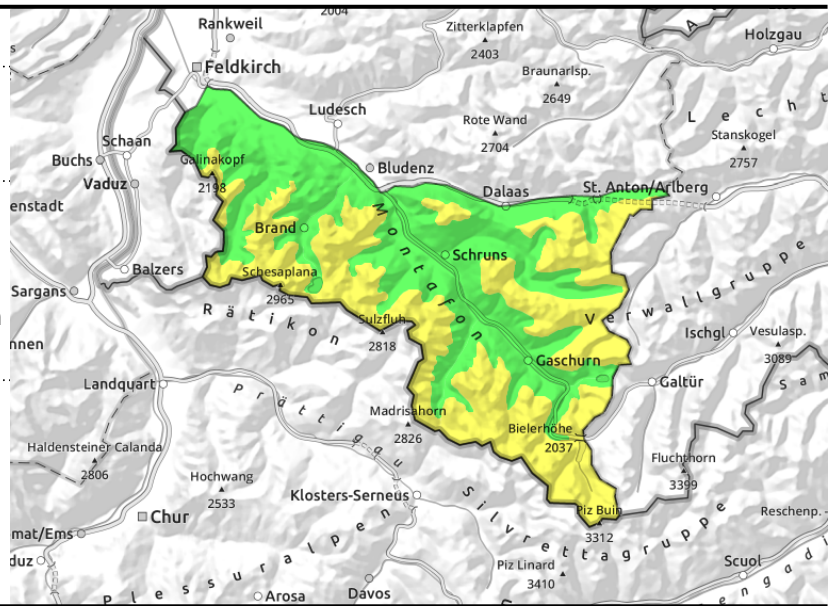 2004
Rankweil
Zitterklapfen
2403
Holzgau
Feldkirch
Braunarlsp.
2649
Ludesch
Rote Wand
2704
Lecht
Stanskogel
2757
Schaan
Buchs
Galinakopf
2198
Vaduz
Bludenz
Dalaas
St. Anton/Arlberg
enstadt
Brand
Montafon
Schruns
Balzers
Schesaplana
2965
Sargans
Rätikon
Sulzfluh
2818
Verwallgruppe
Ischgl
Vesulasp.
3089
nnen
Gaschurn
Landquart
Galtür
Sam
Prättigau
Madrisahorn
2826
Bielerhöhe
2037
Haldensteiner Calanda
2806
Hochwang
2533
Fluchthorn
3399
Klosters-Serneus
Silvrettagruppe
Chur
Piz Buin
3312
Reschenp.
mat/Ems
duz
Plessuralpen
Piz Linard
3410
Scuol
engadi
Arosa
Davos